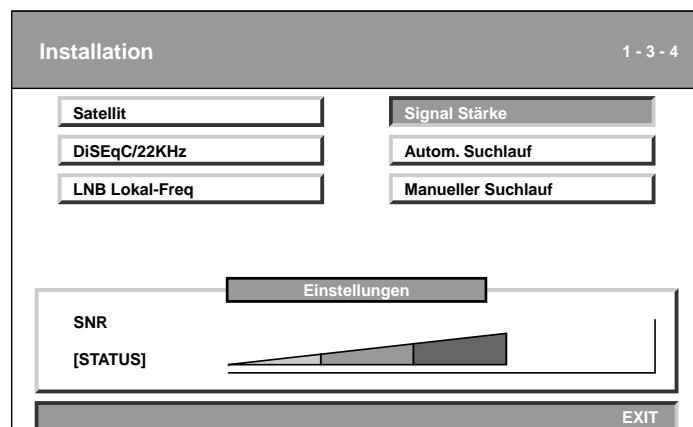 Installation
1 - 3 - 4
Satellit
Signal Stärke
DiSEqC/22KHz
Autom. Suchlauf
LNB Lokal-Freq
Manueller Suchlauf
Einstellungen
SNR
[STATUS]
EXIT